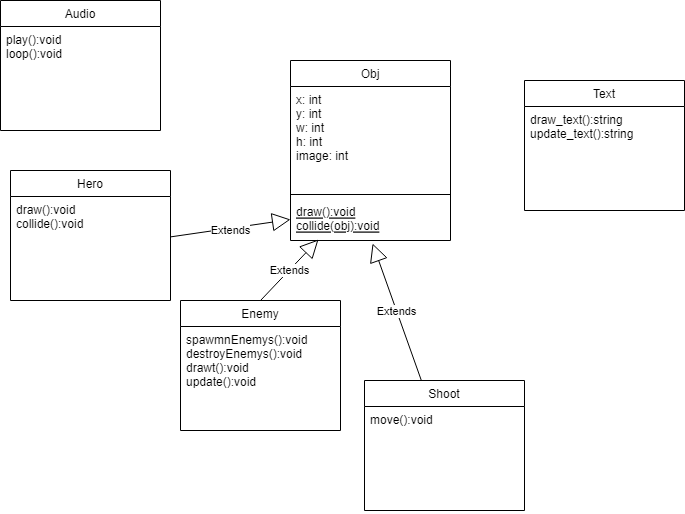 Audio
play():void
loop():void
Obj
x: int
y: int
w: int
h: int
image: int
draw():void
collide(obj):void
Text
draw_text():string
update_text():string
Hero
draw():void
collide():void
Extends
Extends
Extends
Enemy
spawmnEnemys():void
destroyEnemys():void
drawt():void
update():void
Shoot
move():void